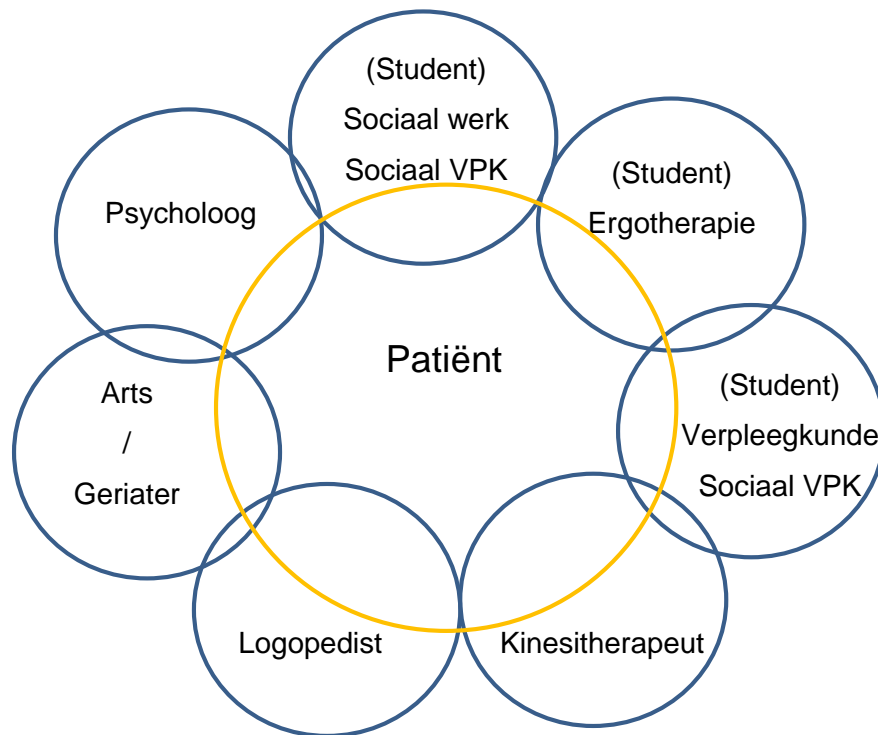 (Student)
Sociaal werk
Sociaal VPK
Psycholoog
(Student)
Ergotherapie
Patiënt
Arts
/
Geriater
(Student)
Verpleegkunde
Sociaal VPK
Logopedist
Kinesitherapeut